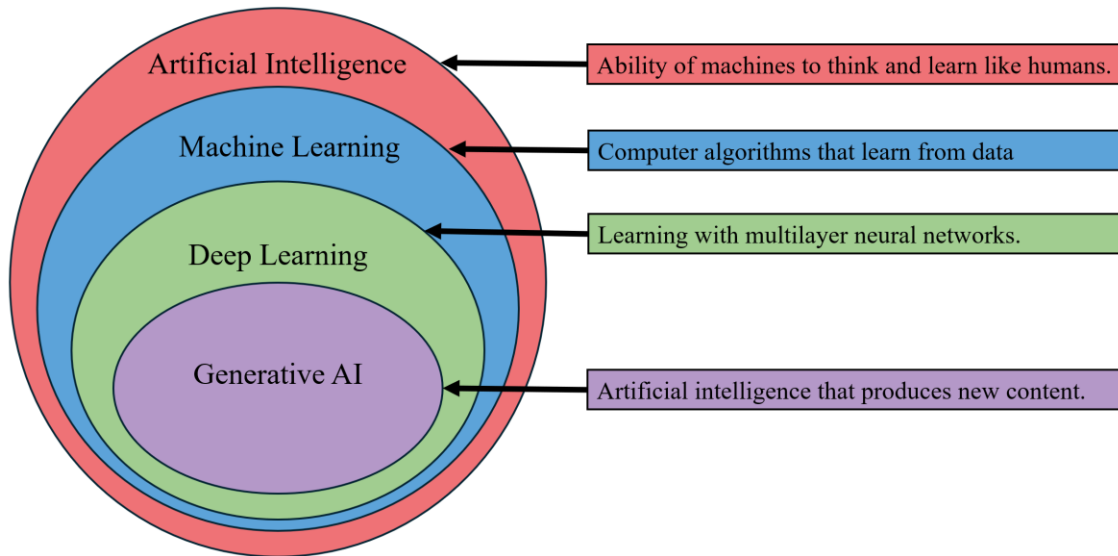 Artificial Intelligence
Ability of machines to think and learn like humans.
Machine Learning
Computer algorithms that learn from data
Deep Learning
Learning with multilayer neural networks.
Generative AI
Artificial intelligence that produces new content.